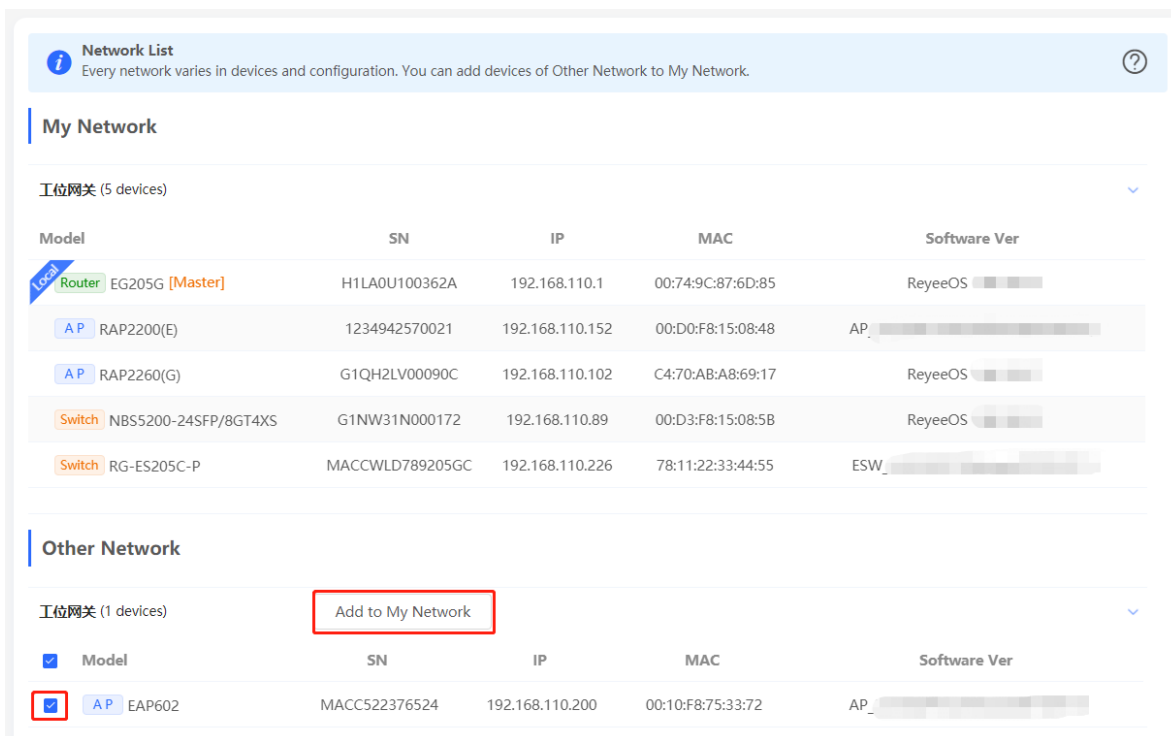 Network List
Every network varies in devices and configuration. You can add devices of Other Network to My Network.
My Network
工位网关 (5 devices)
Model SN IP MAC Software Ver
Local Router EG205G [Master] H1LA0U100362A 192.168.110.1 00:74:9C:87:6D:85 ReyeeOS
AP RAP2200(E) 1234942570021 192.168.110.152 00:D0:F8:15:08:48 AP_
AP RAP2260(G) G1QH2LV00090C 192.168.110.102 C4:70:AB:A8:69:17 ReyeeOS
Switch NBS5200-24SFP/8GT4XS G1NW31N000172 192.168.110.89 00:D3:F8:15:08:5B ReyeeOS
Switch RG-ES205C-P MACCWLD789205GC 192.168.110.226 78:11:22:33:44:55 ESW_
Other Network
工位网关 (1 devices) Add to My Network
Model SN IP MAC Software Ver
AP EAP602 MACC522376524 192.168.110.200 00:10:F8:75:33:72 AP_